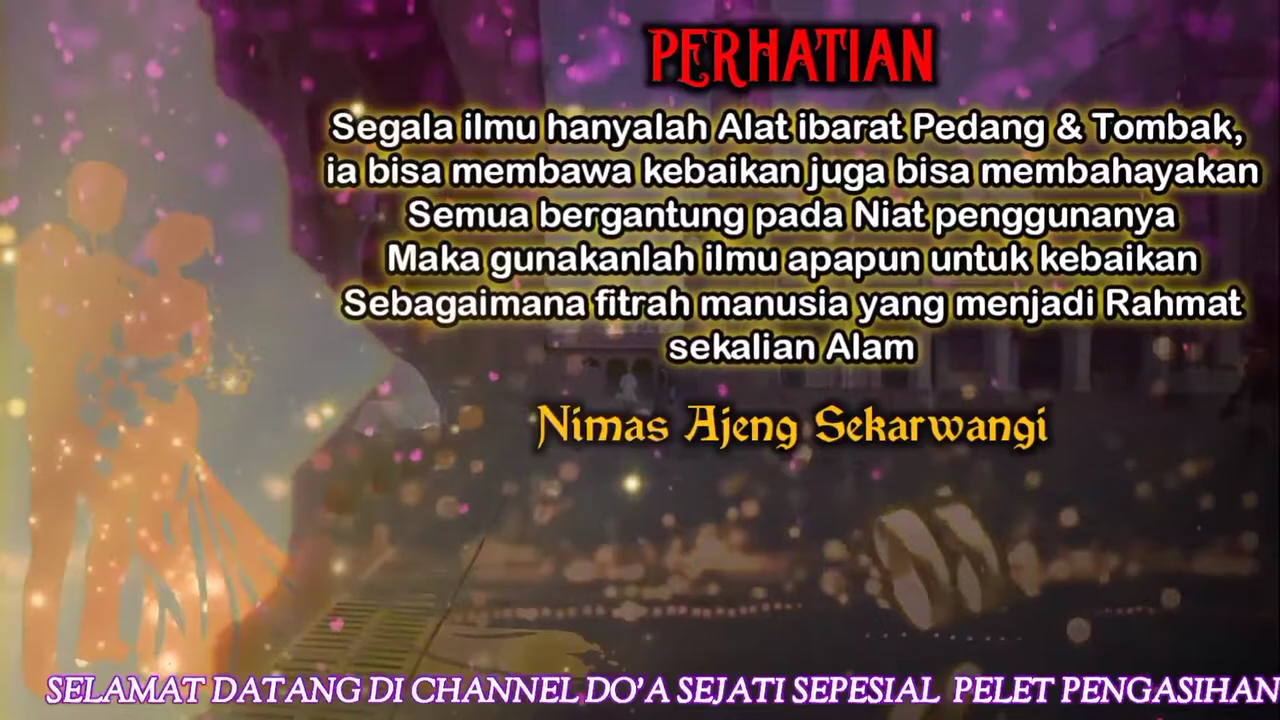 PERHATIAN
Segala ilmu hanyalah Alat ibarat Pedang & Tombak,
ia bisa membawa kebaikan juga bisa membahayakan
Semua bergantung pada Niat penggunanya
Maka gunakanlah ilmu apapun untuk kebaikan
Sebagaimana fitrah manusia yang menjadi Rahmat
sekalian Alam
Nimas Ajeng Sekarwangi
SELAMAT DATANG DI CHANNEL DO'A SEJATI SEPESIAL PELET PENGASIHAN